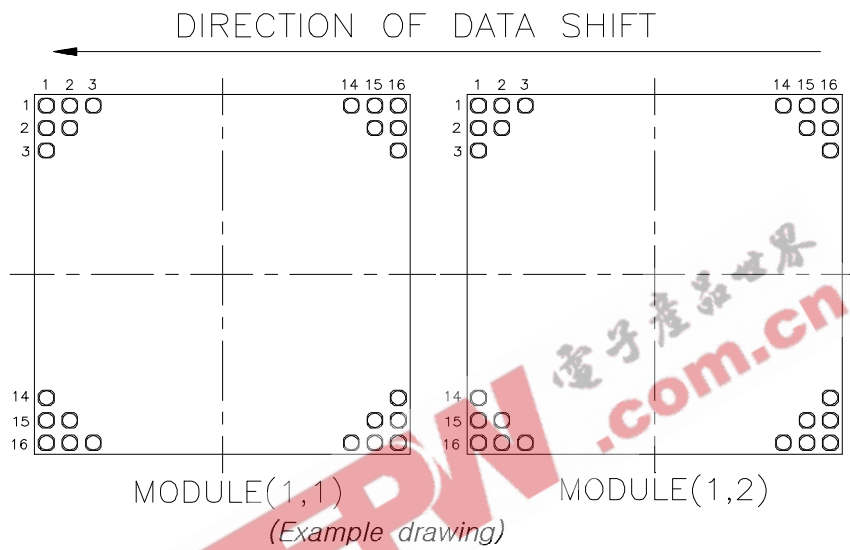 DIRECTION OF DATA SHIFT
1 2 3 14 15 16 1 2 3 14 15 16
1 1
2 2
3 3
電子產品世界
.com.cn
14 14
15 15
16 16
MODULE(1,1) MODULE(1,2)
(Example drawing)